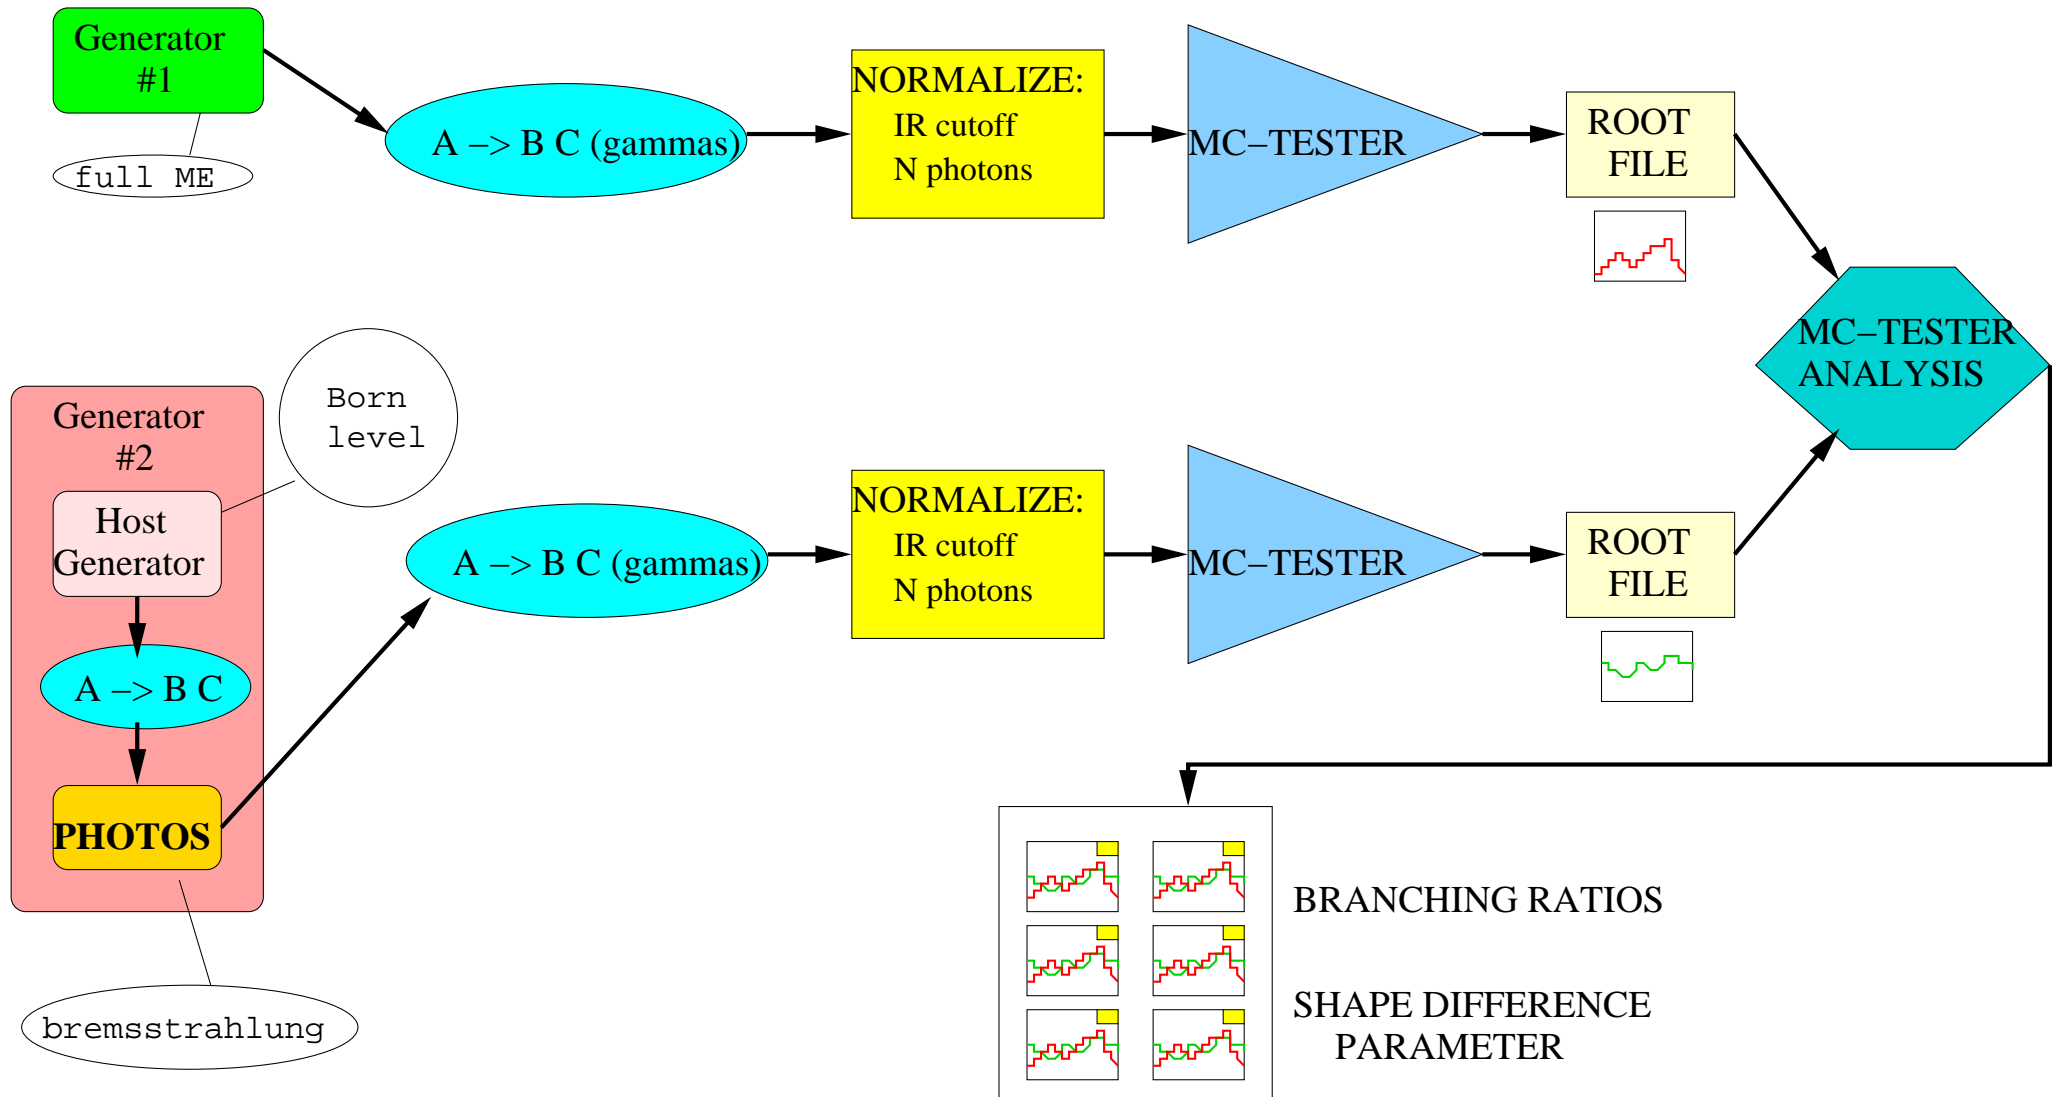 Generator
#1
full ME
A −> B C (gammas)
NORMALIZE:
IR cutoff
N photons
MC−TESTER
ROOT
FILE
MC−TESTER
ANALYSIS
Born
level
Generator
#2
Host
Generator
A −> B C
PHOTOS
bremsstrahlung
A −> B C (gammas)
NORMALIZE:
IR cutoff
N photons
MC−TESTER
ROOT
FILE
BRANCHING RATIOS
SHAPE DIFFERENCE
PARAMETER